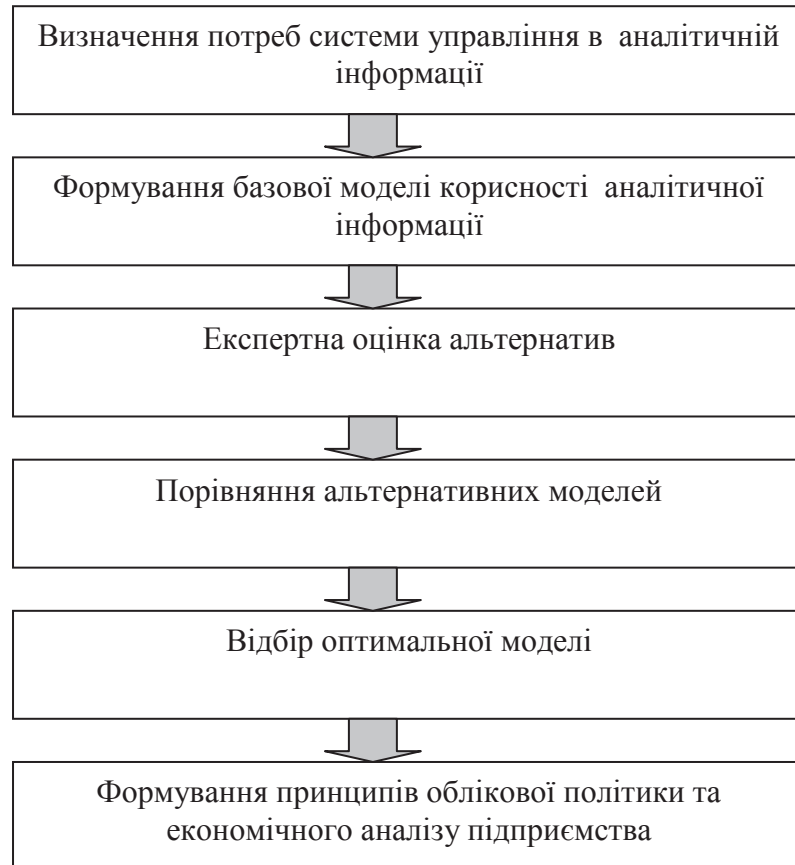 Визначення потреб системи управління в аналітичній
інформації
Формування базової моделі корисності аналітичної
інформації
Експертна оцінка альтернатив
Порівняння альтернативних моделей
Відбір оптимальної моделі
Формування принципів облікової політики та
економічного аналізу підприємства